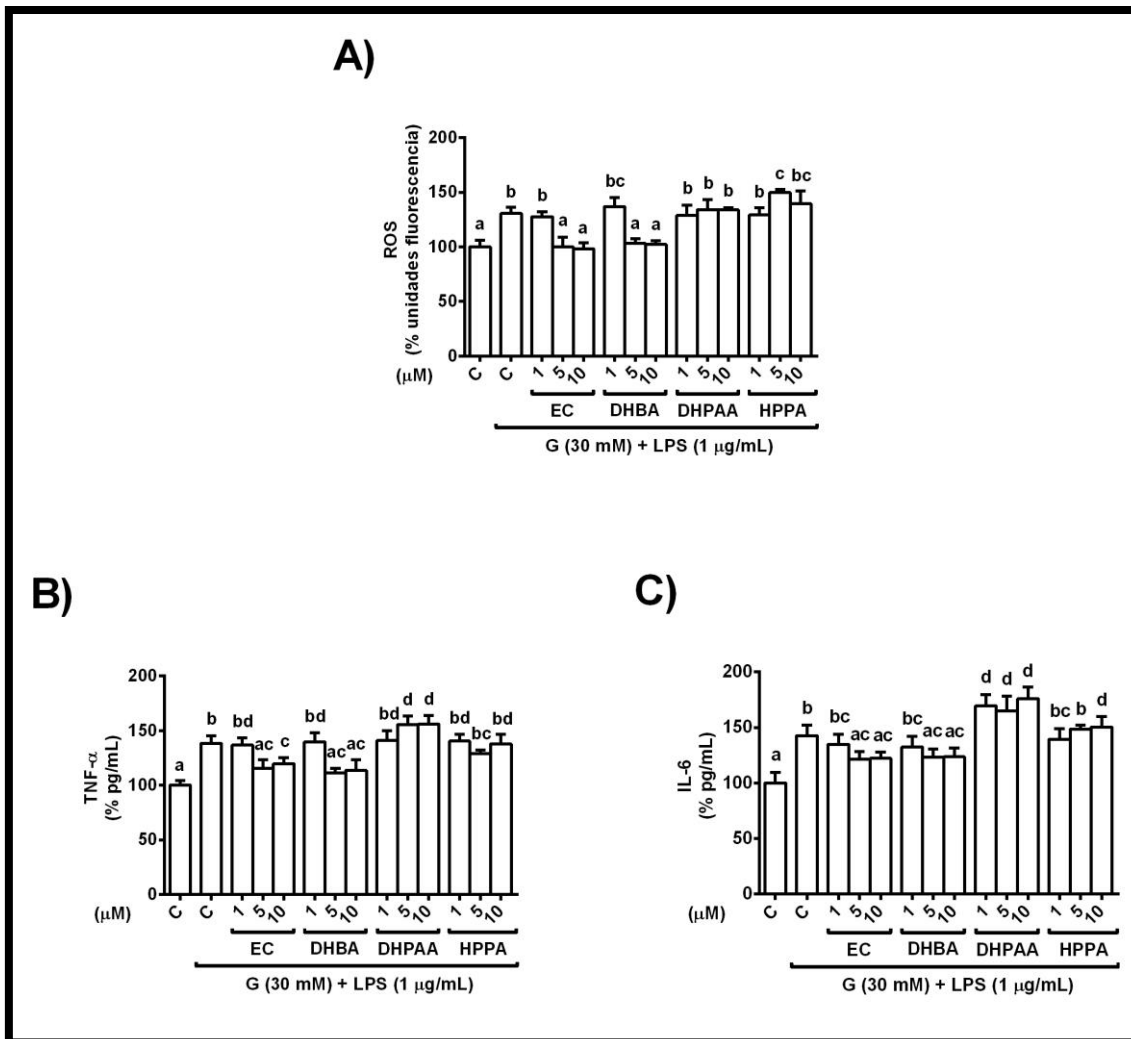 A)
200
150
100
50
0
ROS
(% unidades fluorescencia)
a b b a a bc a a b b b b c bc
(μM) C C 1 5 10 1 5 10 1 5 10 1 5 10
EC DHBA DHPAA HPPA
G (30 mM) + LPS (1 μg/mL)
B)
200
150
100
50
0
TNF-α
(% pg/mL)
a b bd ac c bd ac ac bd d d bd bc bd
(μM) C C 1 5 10 1 5 10 1 5 10 1 5 10
EC DHBA DHPAA HPPA
G (30 mM) + LPS (1 μg/mL)
C)
200
150
100
50
0
IL-6
(% pg/mL)
a b bc ac ac bc ac ac d d d bc b d
(μM) C C 1 5 10 1 5 10 1 5 10 1 5 10
EC DHBA DHPAA HPPA
G (30 mM) + LPS (1 μg/mL)